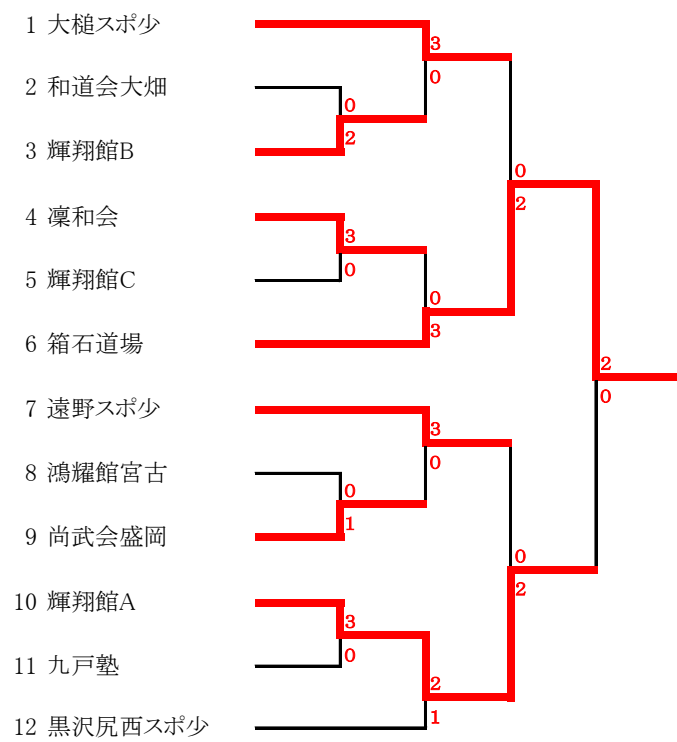 1 大槌スポ少
3
2 和道会大畑
0
0
3 輝翔館B
2
0
4 凜和会
2
3
5 輝翔館C
0
0
6 箱石道場
3
2
7 遠野スポ少
0
3
8 鴻耀館宮古
0
0
9 尚武会盛岡
1
0
10 輝翔館A
2
3
11 九戸塾
0
2
12 黒沢尻西スポ少
1